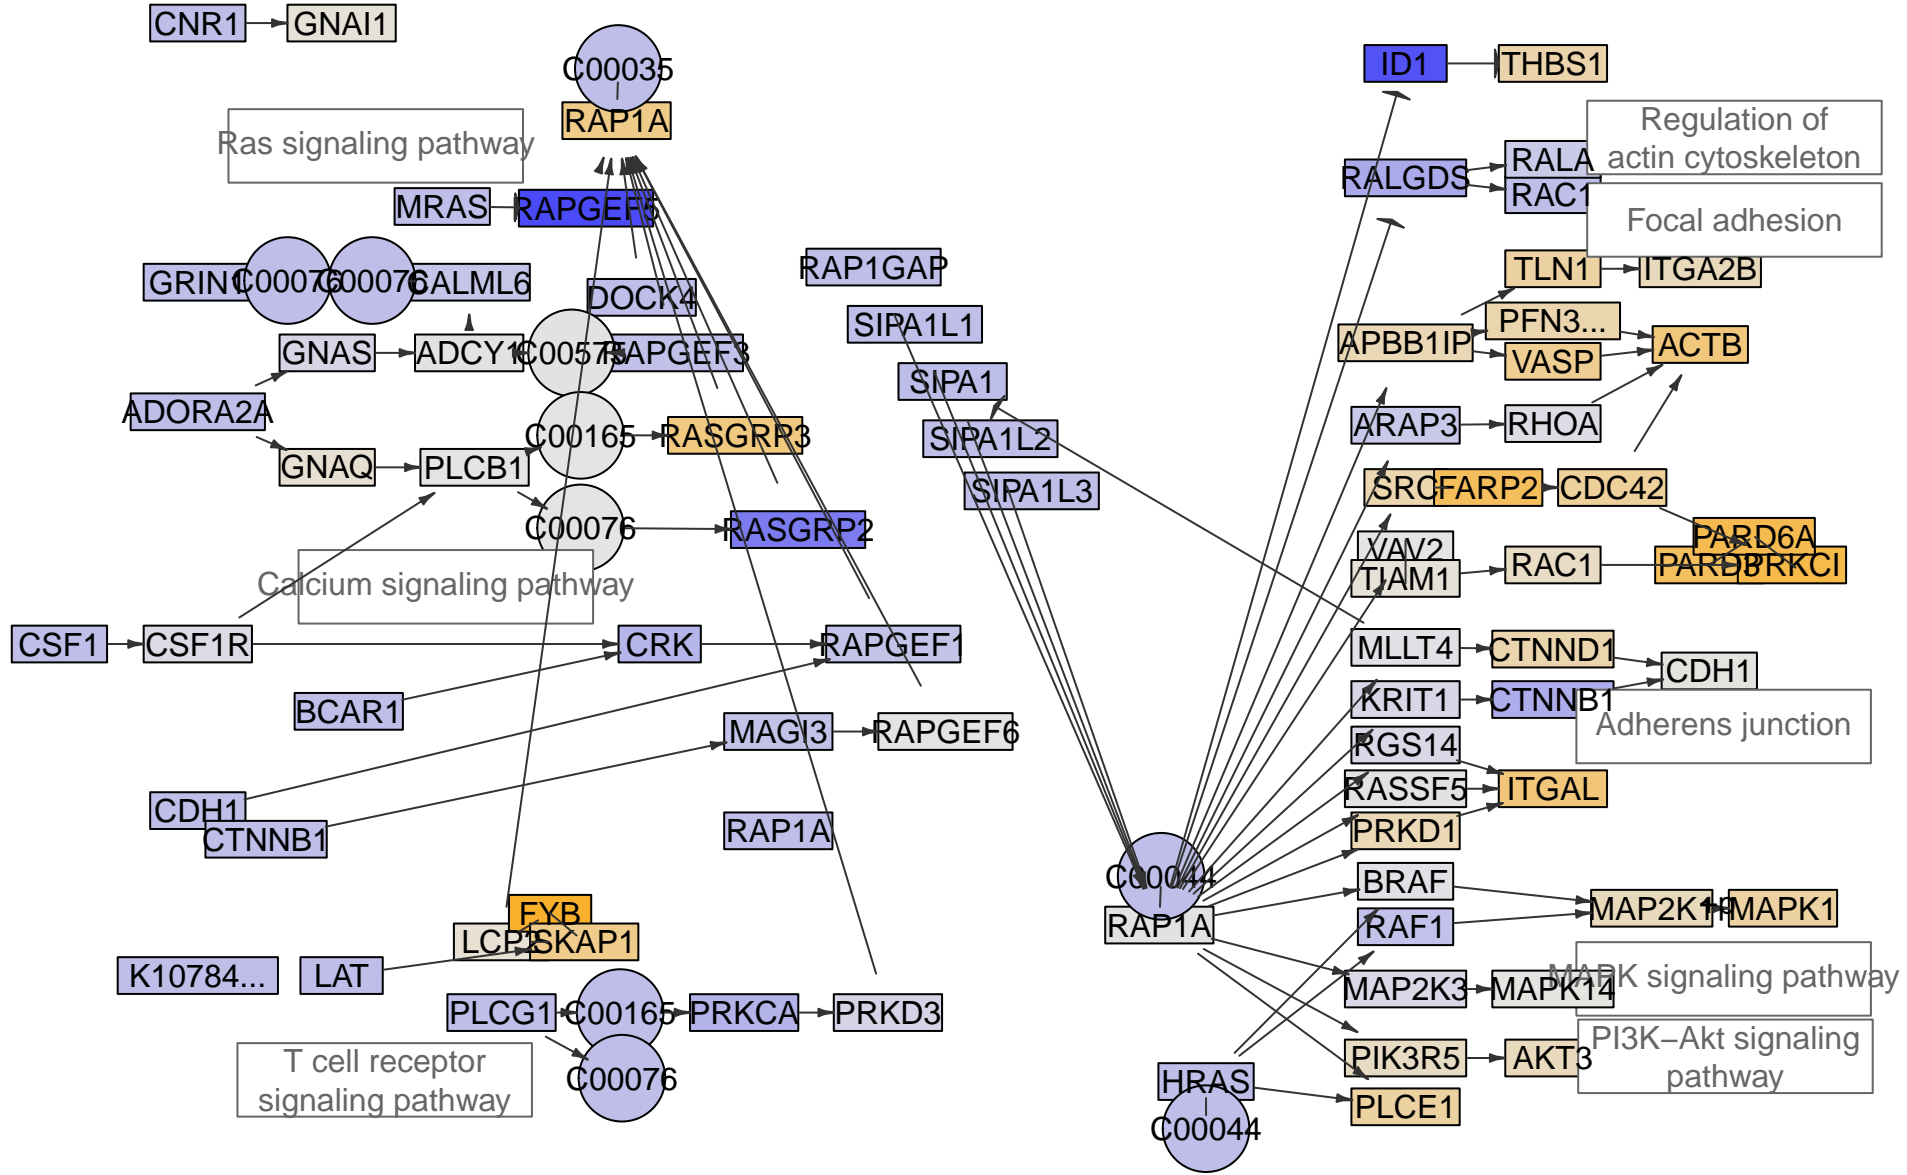 CNR1
GNAI1
C00035
RAP1A
Ras signaling pathway
MRAS
RAPGEF5
GRIN1
C00076
C00076
CALML6
DOCK4
GNAS
ADCY1
C00575
RAPGEF3
ADORA2A
C00165
RASGRP3
GNAQ
PLCB1
C00076
RASGRP2
Calcium signaling pathway
CSF1
CSF1R
CRK
RAPGEF1
BCAR1
MAGI3
RAPGEF6
CDH1
CTNNB1
RAP1A
FYB
LCP2
SKAP1
K10784...
LAT
PLCG1
C00165
PRKCA
PRKD3
C00076
T cell receptor
signaling pathway
RAP1GAP
SIPA1L1
SIPA1
SIPA1L2
SIPA1L3
C00044
RAP1A
HRAS
C00044
ID1
THBS1
Regulation of
actin cytoskeleton
RALGDS
RALA
RAC1
Focal adhesion
TLN1
ITGA2B
APBB1IP
PFN3...
VASP
ACTB
ARAP3
RHOA
SRC
FARP2
CDC42
VAV2
TIAM1
RAC1
PARD6A
PARD3
PRKCI
MLLT4
CTNND1
CDH1
KRIT1
CTNNB1
Adherens junction
RGS14
RASSF5
ITGAL
PRKD1
BRAF
RAF1
MAP2K1
MAPK1
MAP2K3
MAPK14
MAPK signaling pathway
PIK3R5
AKT3
PI3K–Akt signaling
pathway
PLCE1